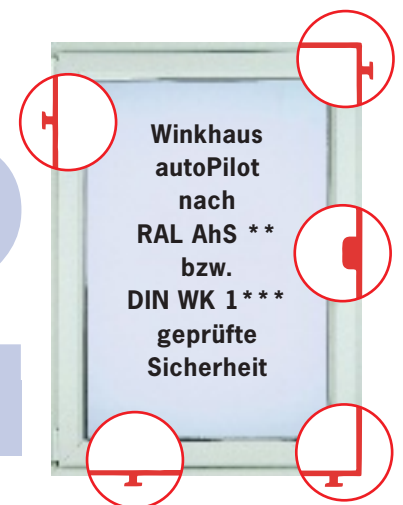 Winkhaus
autoPilot
nach
RAL AhS **
bzw.
DIN WK 1***
geprüfte
Sicherheit